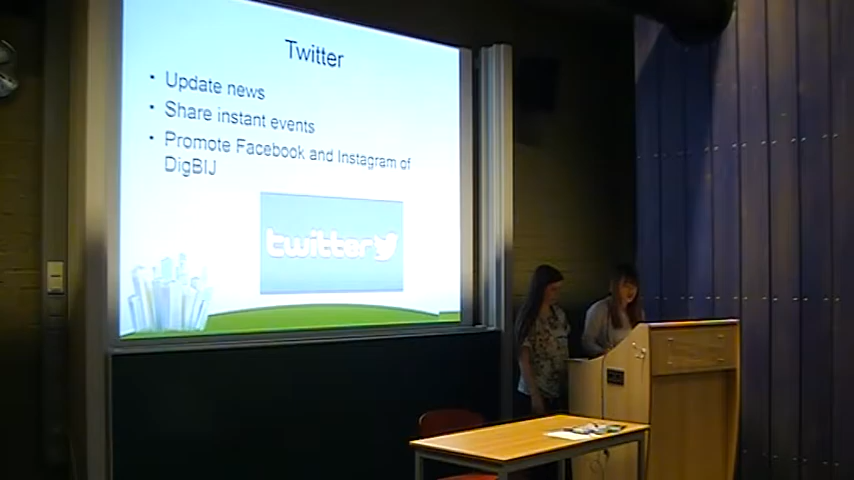 Twitter
• Update news
• Share instant events
• Promote Facebook and Instagram of
DigBIJ
twitter